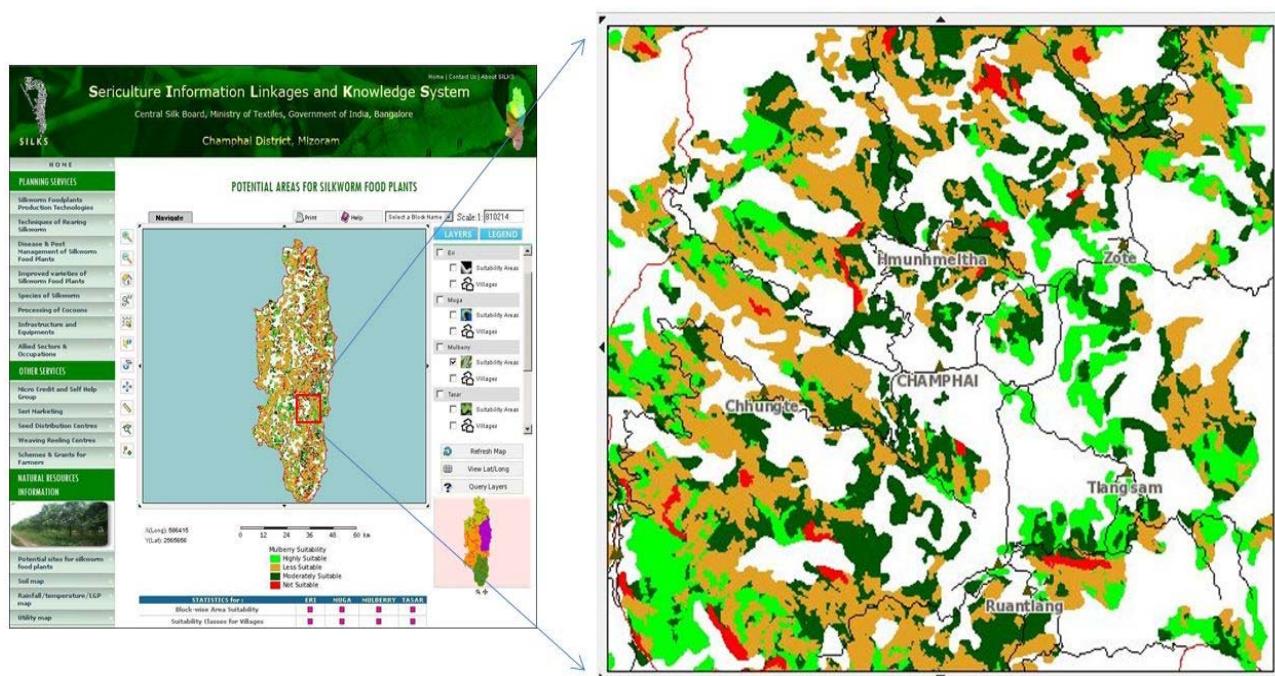 Home | Contact Us | About SILKS
Sericulture Information Linkages and Knowledge System
Central Silk Board, Ministry of Textiles, Government of India, Bangalore
Champhai District, Mizoram
SILKS
HOME
PLANNING SERVICES
Silkworm Foodplants
Production Technologies
Techniques of Rearing
Silkworm
Disease & Pest
Management of Silkworm
Food Plants
Improved varieties of
Silkworm Food Plants
Species of Silkworm
Processing of Cocoons
Infrastructure and
Equipments
Allied Sectors &
Occupations
OTHER SERVICES
Micro Credit and Self Help
Group
Seri Marketing
Seed Distribution Centres
Weaving Reeling Centres
Schemes & Grants for
Farmers
NATURAL RESOURCES
INFORMATION
Potential sites for silkworm
food plants
Soil map
Rainfall/temperature/LGP
map
Utility map
POTENTIAL AREAS FOR SILKWORM FOOD PLANTS
Navigate
Print
Help
Select a Block Name
Scale 1: 810214
LAYERS
LEGEND
Eri
Suitability Areas
Villages
Muga
Suitability Areas
Villages
Mulberry
Suitability Areas
Villages
Tasar
Suitability Areas
Villages
Refresh Map
View Lat/Long
Query Layers
X(Long): 586415
Y(Lat): 2565656
0 12 24 36 48 60 km
Mulberry Suitability
Highly Suitable
Less Suitable
Moderately Suitable
Not Suitable
STATISTICS for : ERI MUGA MULBERRY TASAR
Block-wise Area Suitability
Suitability Classes for Villages
Hmunhmeltha
Zote
CHAMPHAI
Chhungte
Tlangsam
Ruantlang